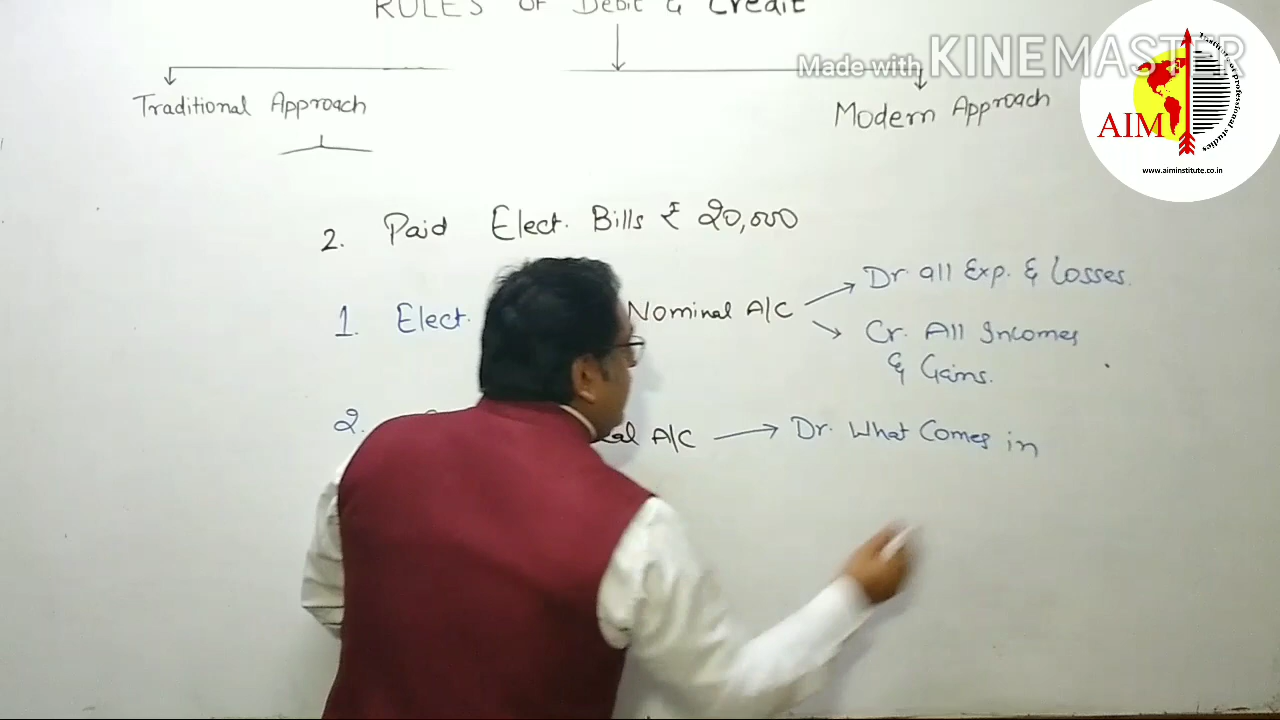 RULES OF Debit & Credit
Made with KINEMASTER
Traditional Approach
Modern Approach
AIM
www.aiminstitute.co.in
2. Paid Elect. Bills ₹ 20,000
1. Elect. Nominal A/C
Dr. all Exp. & Losses.
Cr. All Incomes
& Gains.
2. A/C
Dr. What Comes in